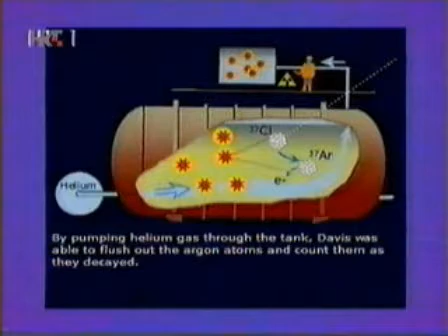 HRT 1
37Cl
37Ar
e-
Helium
By pumping helium gas through the tank, Davis was
able to flush out the argon atoms and count them as
they decayed.